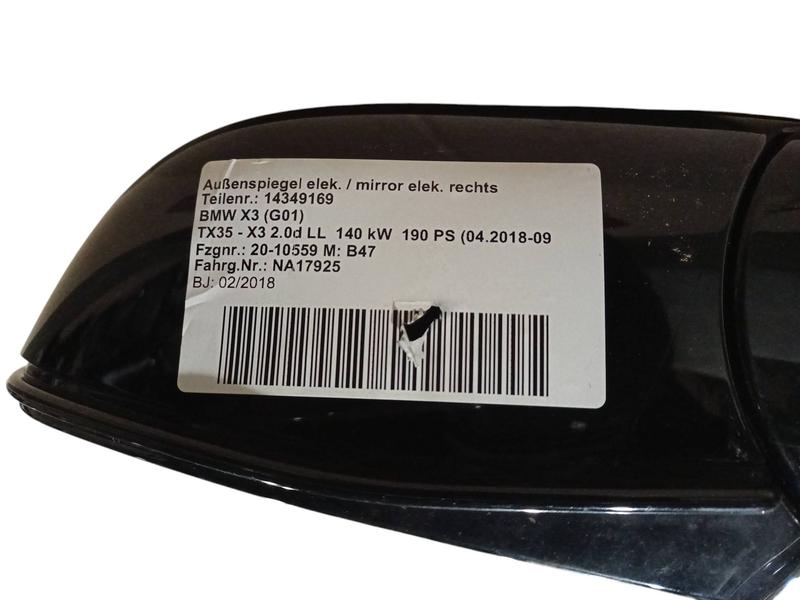 Außenspiegel elek. / mirror elek. rechts
Teilenr.: 14349169
BMW X3 (G01)
TX35 - X3 2.0d LL 140 kW 190 PS (04.2018-09
Fzgnr.: 20-10559 M: B47
Fahrg.Nr.: NA17925
BJ: 02/2018